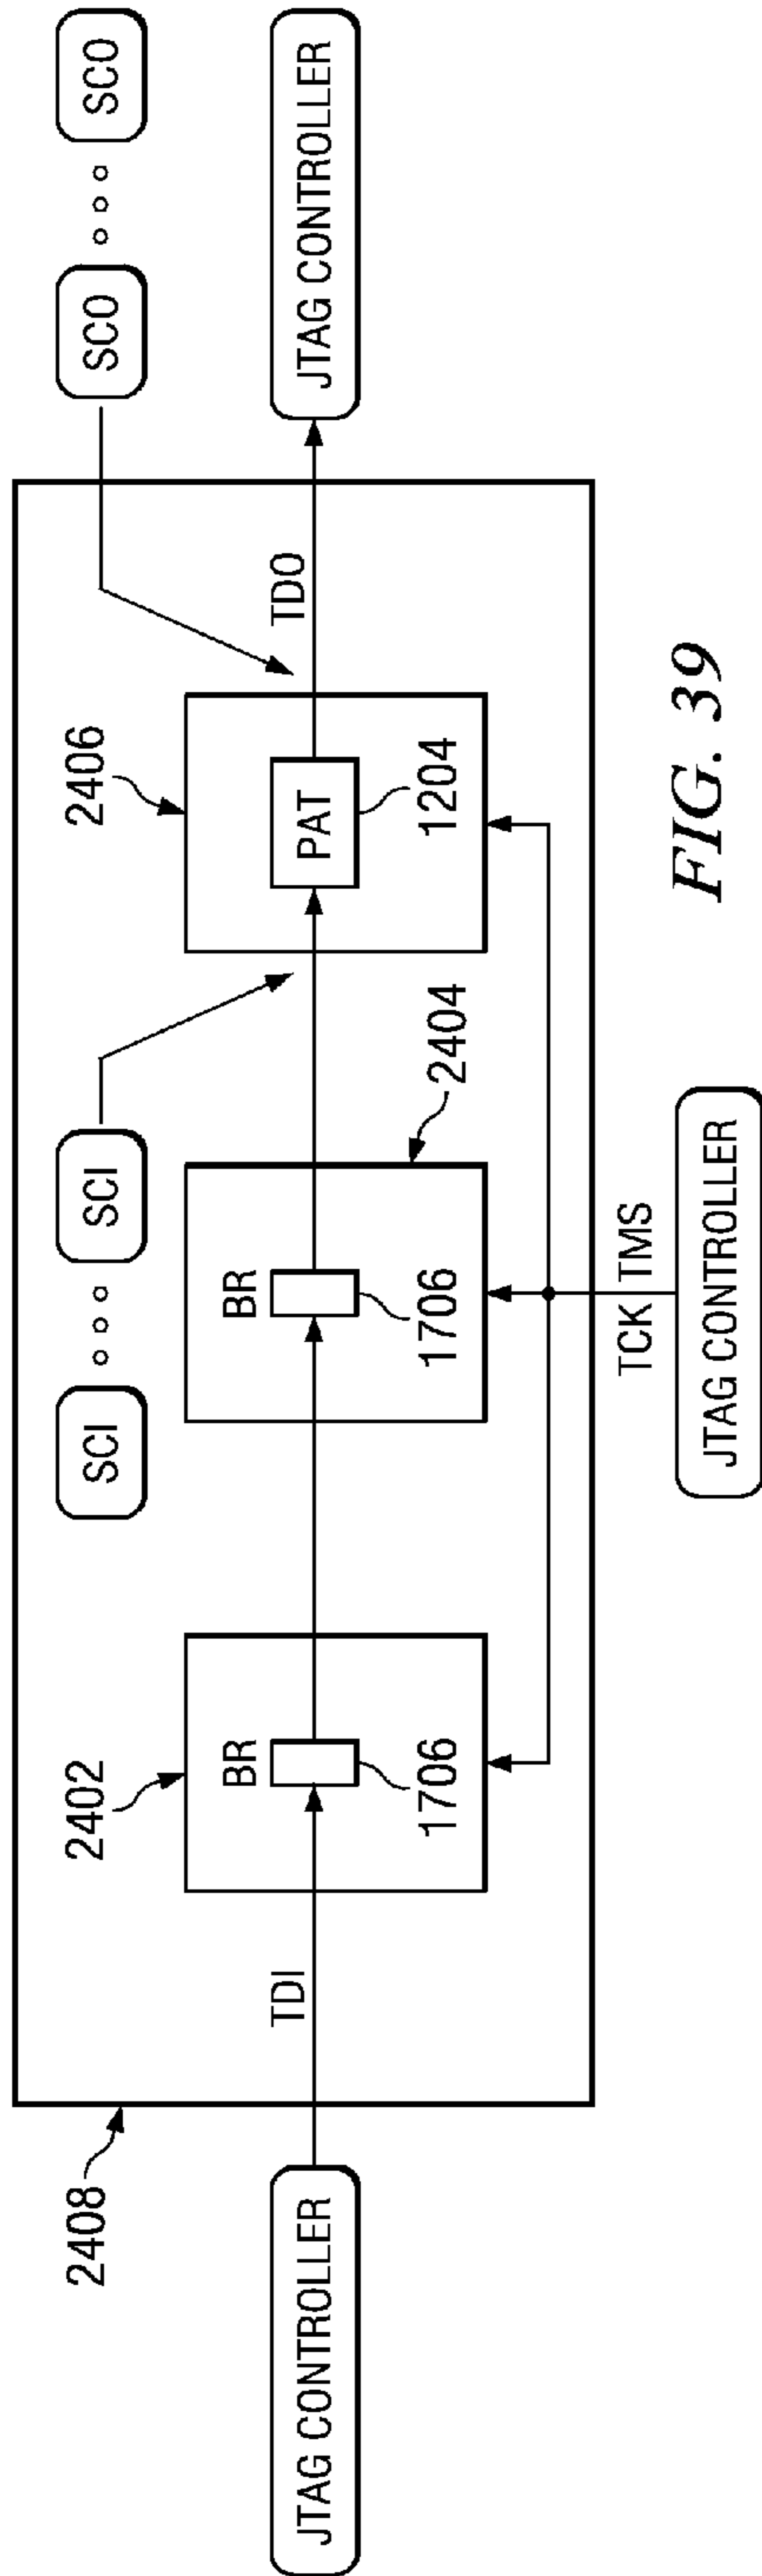 SCI
SCI
SCO
SCO
2408
2402
2404
2406
JTAG CONTROLLER
TDI
BR
1706
BR
1706
PAT
1204
TDO
JTAG CONTROLLER
TCK TMS
JTAG CONTROLLER
FIG. 39